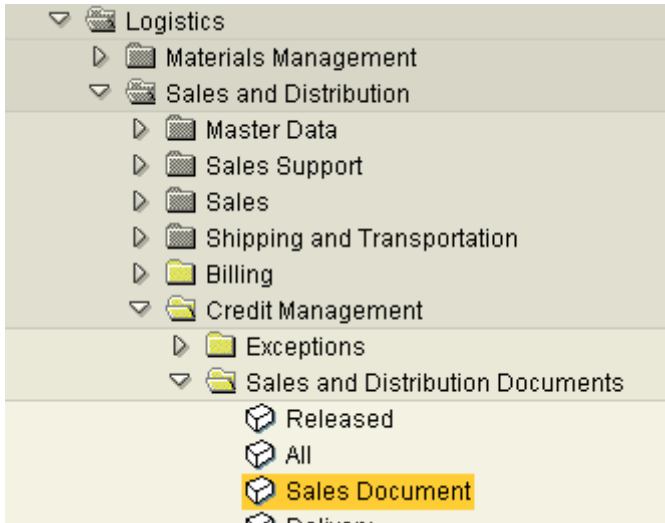 Logistics
Materials Management
Sales and Distribution
Master Data
Sales Support
Sales
Shipping and Transportation
Billing
Credit Management
Exceptions
Sales and Distribution Documents
Released
All
Sales Document
Delivery